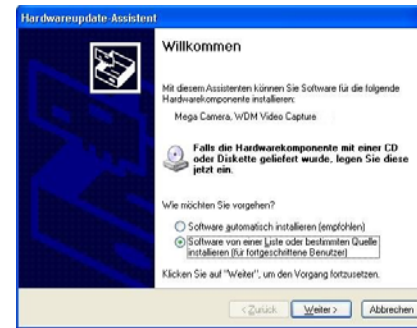 Hardwareupdate-Assistent
Willkommen
Mit diesem Assistenten können Sie Software für die folgende
Hardwarekomponente installieren:
Mega Camera, WDM Video Capture
Falls die Hardwarekomponente mit einer CD
oder Diskette geliefert wurde, legen Sie diese
jetzt ein.
Wie möchten Sie vorgehen?
Software automatisch installieren (empfohlen)
Software von einer Liste oder bestimmten Quelle
installieren (für fortgeschrittene Benutzer)
Klicken Sie auf "Weiter", um den Vorgang fortzusetzen.
< Zurück Weiter > Abbrechen